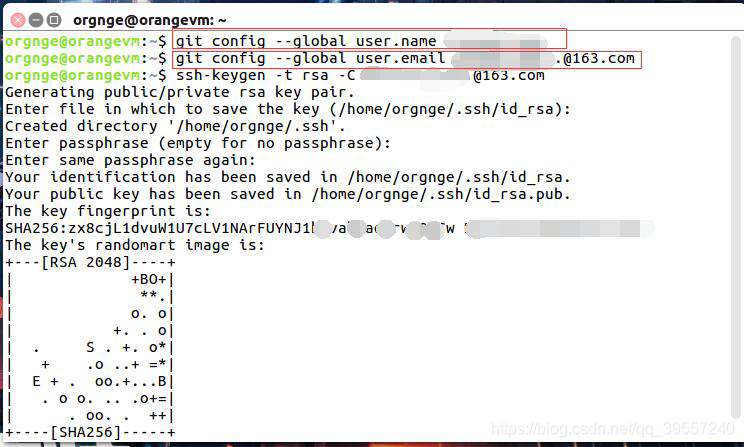 orgnge@orangevm: ~
orgnge@orangevm:~$ git config --global user.name
orgnge@orangevm:~$ git config --global user.email .@163.com
orgnge@orangevm:~$ ssh-keygen -t rsa -C @163.com
Generating public/private rsa key pair.
Enter file in which to save the key (/home/orgnge/.ssh/id_rsa):
Created directory '/home/orgnge/.ssh'.
Enter passphrase (empty for no passphrase):
Enter same passphrase again:
Your identification has been saved in /home/orgnge/.ssh/id_rsa.
Your public key has been saved in /home/orgnge/.ssh/id_rsa.pub.
The key fingerprint is:
SHA256:zx8cjL1dvuW1U7cLV1NArFUYNJ1
The key's randomart image is:
+---[RSA 2048]----+
|              +BO+|
|               **.|
|              o. o|
|            +. . o|
|  .     S . +. o*|
|   +    .o ..+ =*|
|  E + .  oo.+...B|
|   . o o. .. .o+=|
|      . oo. .  ++|
+----[SHA256]-----+
https://blog.csdn.net/qq_39557240